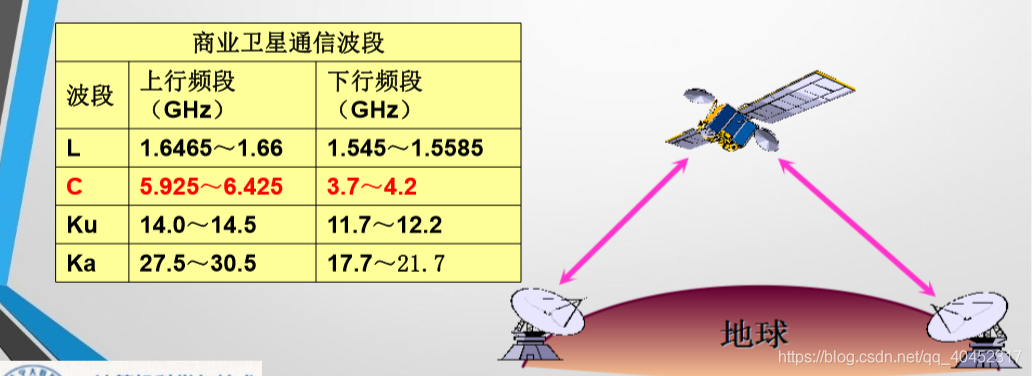 商业卫星通信波段
波段
上行频段
（GHz）
下行频段
（GHz）
L 1.6465～1.66 1.545～1.5585
C 5.925～6.425 3.7～4.2
Ku 14.0～14.5 11.7～12.2
Ka 27.5～30.5 17.7～21.7
地球
https://blog.csdn.net/qq_40452317